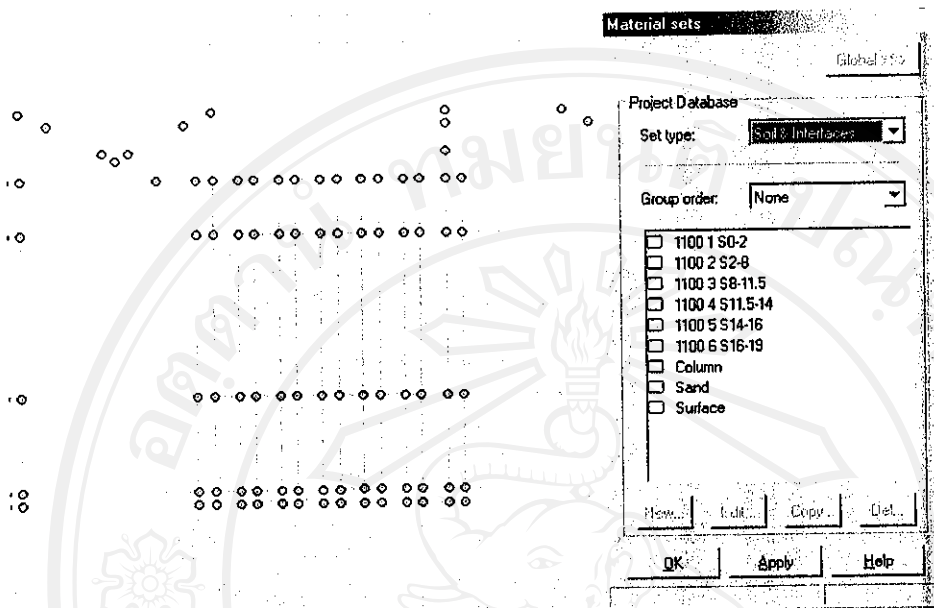 Material sets
Global >>>
Project Database
Set type: Soil & Interfaces
Group order: None
1100 1 S0-2
1100 2 S2-8
1100 3 S8-11.5
1100 4 S11.5-14
1100 5 S14-16
1100 6 S16-19
Column
Sand
Surface
New... Edit... Copy... Del...
OK Apply Help